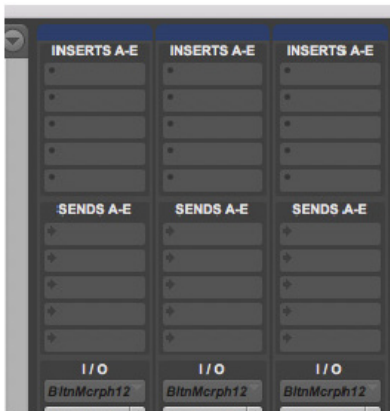 INSERTS A-E INSERTS A-E INSERTS A-E
SENDS A-E SENDS A-E SENDS A-E
I / O I / O I / O
BltnMcrph12 BltnMcrph12 BltnMcrph12